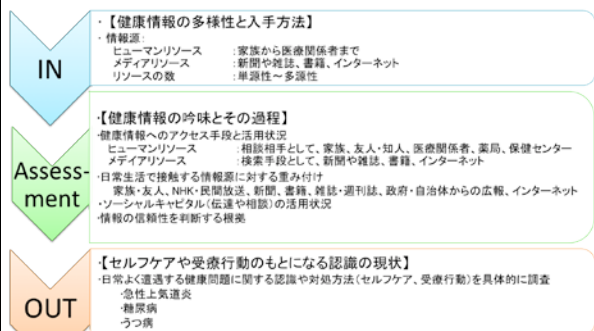 ・【健康情報の多様性と入手方法】
・情報源:
ヒューマンリソース :家族から医療関係者まで
メディアリソース :新聞や雑誌、書籍、インターネット
リソースの数 :単源性～多源性
IN
・【健康情報の吟味とその過程】
・健康情報へのアクセス手段と活用状況
ヒューマンリソース :相談相手として、家族、友人・知人、医療関係者、薬局、保健センター
メデイアリソース :検索手段として、新聞や雑誌、書籍、インターネット
・日常生活で接触する情報源に対する重み付け
家族・友人、NHK・民間放送、新聞、書籍、雑誌・週刊誌、政府・自治体からの広報、インターネット
・ソーシャルキャピタル(伝達や相談)の活用状況
・情報の信頼性を判断する根拠
Assess-
ment
・【セルフケアや受療行動のもとになる認識の現状】
・日常よく遭遇する健康問題に関する認識や対処方法(セルフケア、受療行動)を具体的に調査
・急性上気道炎
・糖尿病
・うつ病
OUT